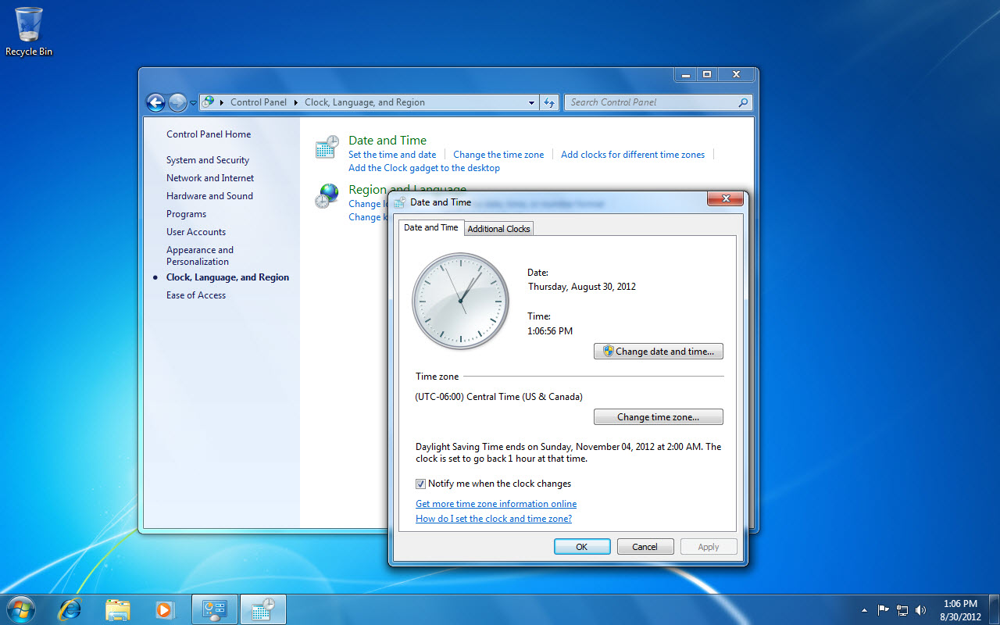 Recycle Bin
Control Panel
Clock, Language, and Region
Search Control Panel
Control Panel Home
System and Security
Network and Internet
Hardware and Sound
Programs
User Accounts
Appearance and
Personalization
Clock, Language, and Region
Ease of Access
Date and Time
Set the time and date
Change the time zone
Add clocks for different time zones
Add the Clock gadget to the desktop
Region and Language
Change
Change
Date and Time
Date and Time
Additional Clocks
Date:
Thursday, August 30, 2012
Time:
1:06:56 PM
Change date and time...
Time zone
(UTC-06:00) Central Time (US & Canada)
Change time zone...
Daylight Saving Time ends on Sunday, November 04, 2012 at 2:00 AM. The
clock is set to go back 1 hour at that time.
Notify me when the clock changes
Get more time zone information online
How do I set the clock and time zone?
OK
Cancel
Apply
1:06 PM
8/30/2012